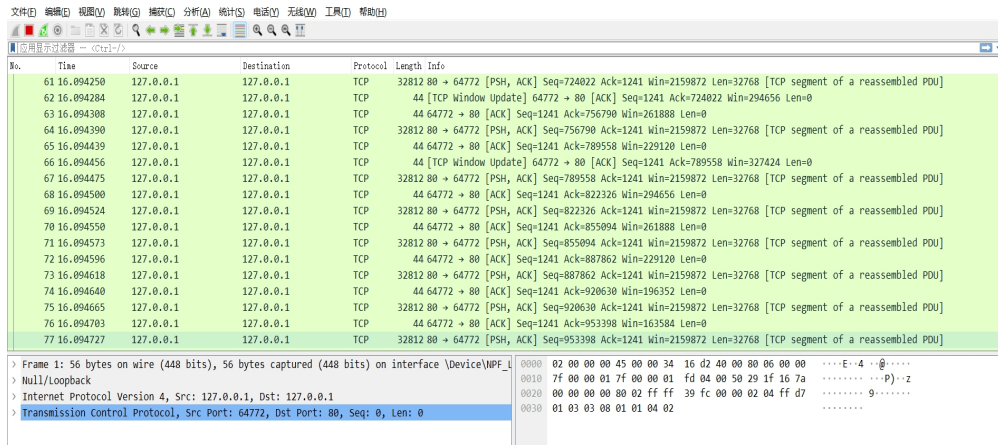 文件(F) 编辑(E) 视图(V) 跳转(G) 捕获(C) 分析(A) 统计(S) 电话(Y) 无线(W) 工具(T) 帮助(H)
应用显示过滤器 … <Ctrl-/>
No. Time Source Destination Protocol Length Info
61 16.094250 127.0.0.1 127.0.0.1 TCP 32812 80 → 64772 [PSH, ACK] Seq=724022 Ack=1241 Win=2159872 Len=32768 [TCP segment of a reassembled PDU]
62 16.094284 127.0.0.1 127.0.0.1 TCP 44 [TCP Window Update] 64772 → 80 [ACK] Seq=1241 Ack=724022 Win=294656 Len=0
63 16.094308 127.0.0.1 127.0.0.1 TCP 44 64772 → 80 [ACK] Seq=1241 Ack=756790 Win=261888 Len=0
64 16.094390 127.0.0.1 127.0.0.1 TCP 32812 80 → 64772 [PSH, ACK] Seq=756790 Ack=1241 Win=2159872 Len=32768 [TCP segment of a reassembled PDU]
65 16.094439 127.0.0.1 127.0.0.1 TCP 44 64772 → 80 [ACK] Seq=1241 Ack=789558 Win=229120 Len=0
66 16.094456 127.0.0.1 127.0.0.1 TCP 44 [TCP Window Update] 64772 → 80 [ACK] Seq=1241 Ack=789558 Win=327424 Len=0
67 16.094475 127.0.0.1 127.0.0.1 TCP 32812 80 → 64772 [PSH, ACK] Seq=789558 Ack=1241 Win=2159872 Len=32768 [TCP segment of a reassembled PDU]
68 16.094500 127.0.0.1 127.0.0.1 TCP 44 64772 → 80 [ACK] Seq=1241 Ack=822326 Win=294656 Len=0
69 16.094524 127.0.0.1 127.0.0.1 TCP 32812 80 → 64772 [PSH, ACK] Seq=822326 Ack=1241 Win=2159872 Len=32768 [TCP segment of a reassembled PDU]
70 16.094550 127.0.0.1 127.0.0.1 TCP 44 64772 → 80 [ACK] Seq=1241 Ack=855094 Win=261888 Len=0
71 16.094573 127.0.0.1 127.0.0.1 TCP 32812 80 → 64772 [PSH, ACK] Seq=855094 Ack=1241 Win=2159872 Len=32768 [TCP segment of a reassembled PDU]
72 16.094596 127.0.0.1 127.0.0.1 TCP 44 64772 → 80 [ACK] Seq=1241 Ack=887862 Win=229120 Len=0
73 16.094618 127.0.0.1 127.0.0.1 TCP 32812 80 → 64772 [PSH, ACK] Seq=887862 Ack=1241 Win=2159872 Len=32768 [TCP segment of a reassembled PDU]
74 16.094640 127.0.0.1 127.0.0.1 TCP 44 64772 → 80 [ACK] Seq=1241 Ack=920630 Win=196352 Len=0
75 16.094665 127.0.0.1 127.0.0.1 TCP 32812 80 → 64772 [PSH, ACK] Seq=920630 Ack=1241 Win=2159872 Len=32768 [TCP segment of a reassembled PDU]
76 16.094703 127.0.0.1 127.0.0.1 TCP 44 64772 → 80 [ACK] Seq=1241 Ack=953398 Win=163584 Len=0
77 16.094727 127.0.0.1 127.0.0.1 TCP 32812 80 → 64772 [PSH, ACK] Seq=953398 Ack=1241 Win=2159872 Len=32768 [TCP segment of a reassembled PDU]
Frame 1: 56 bytes on wire (448 bits), 56 bytes captured (448 bits) on interface \Device\NPF_L
Null/Loopback
Internet Protocol Version 4, Src: 127.0.0.1, Dst: 127.0.0.1
Transmission Control Protocol, Src Port: 64772, Dst Port: 80, Seq: 0, Len: 0
0000 02 00 00 00 45 00 00 34 16 d2 40 00 80 06 00 00 ····E··4 ··@·····
0010 7f 00 00 01 7f 00 00 01 fd 04 00 50 29 1f 16 7a ········ ···P)··z
0020 00 00 00 00 80 02 ff ff 39 fc 00 00 02 04 ff d7 ········ 9·······
0030 01 03 03 08 01 01 04 02 ········